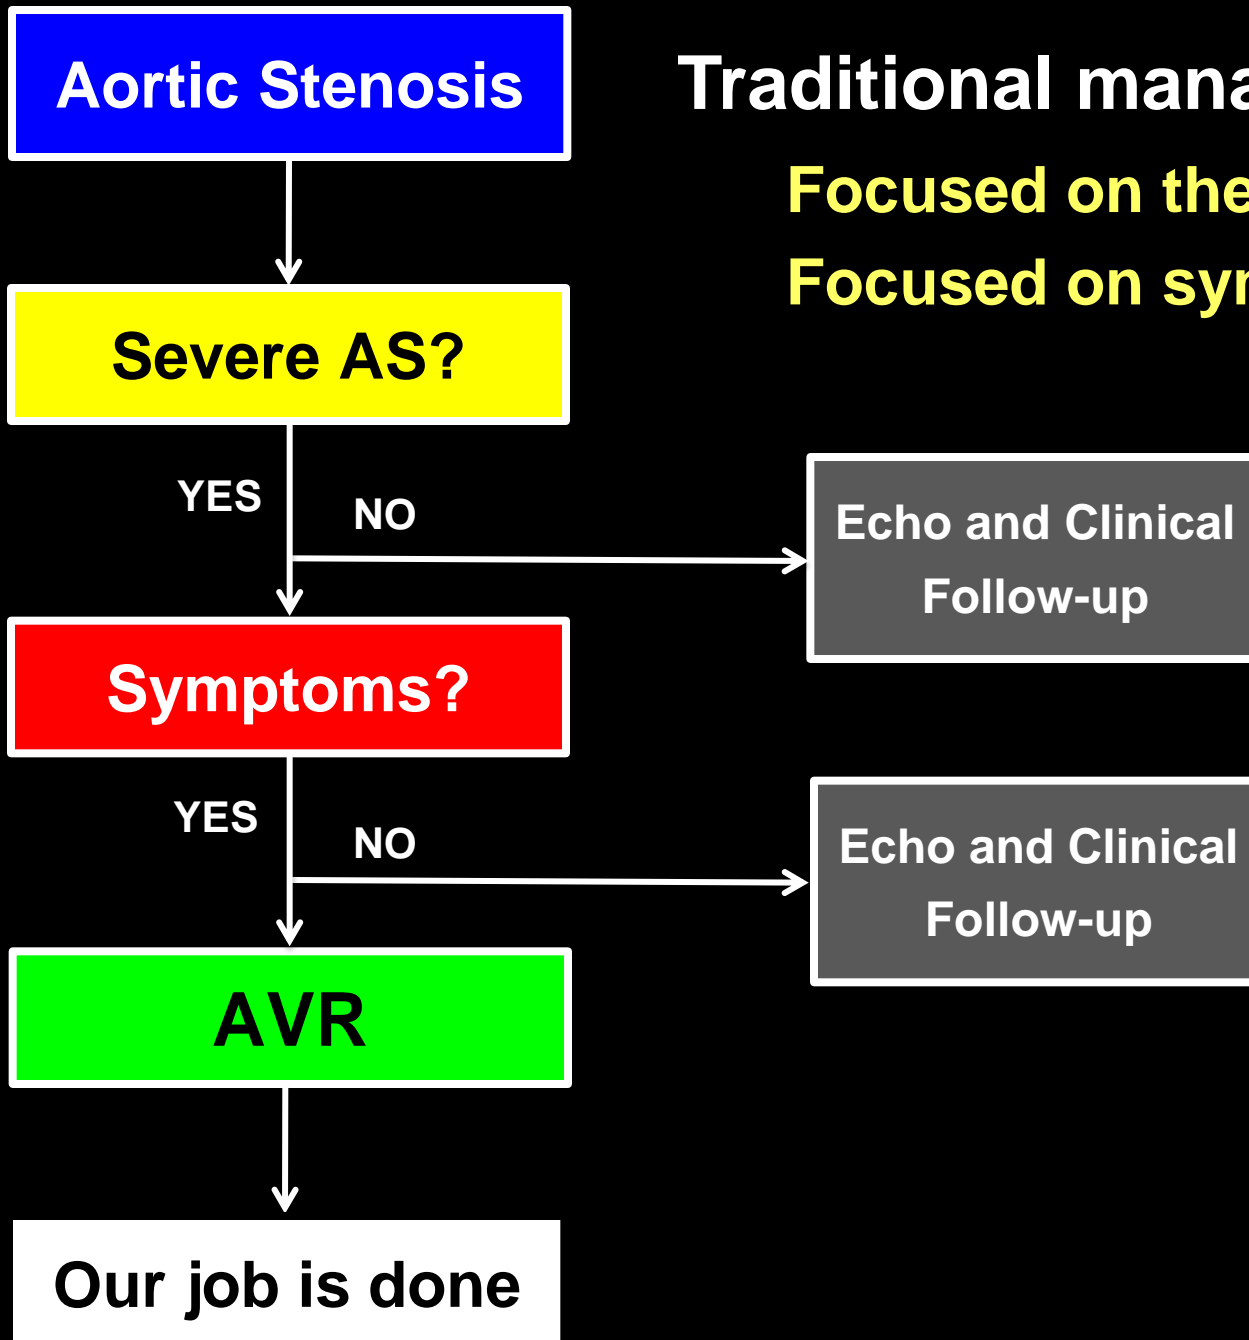 Aortic Stenosis
Traditional mana
Focused on the
Focused on sym
Severe AS?
YES
NO
Echo and Clinical
Follow-up
Symptoms?
YES
NO
Echo and Clinical
Follow-up
AVR
Our job is done